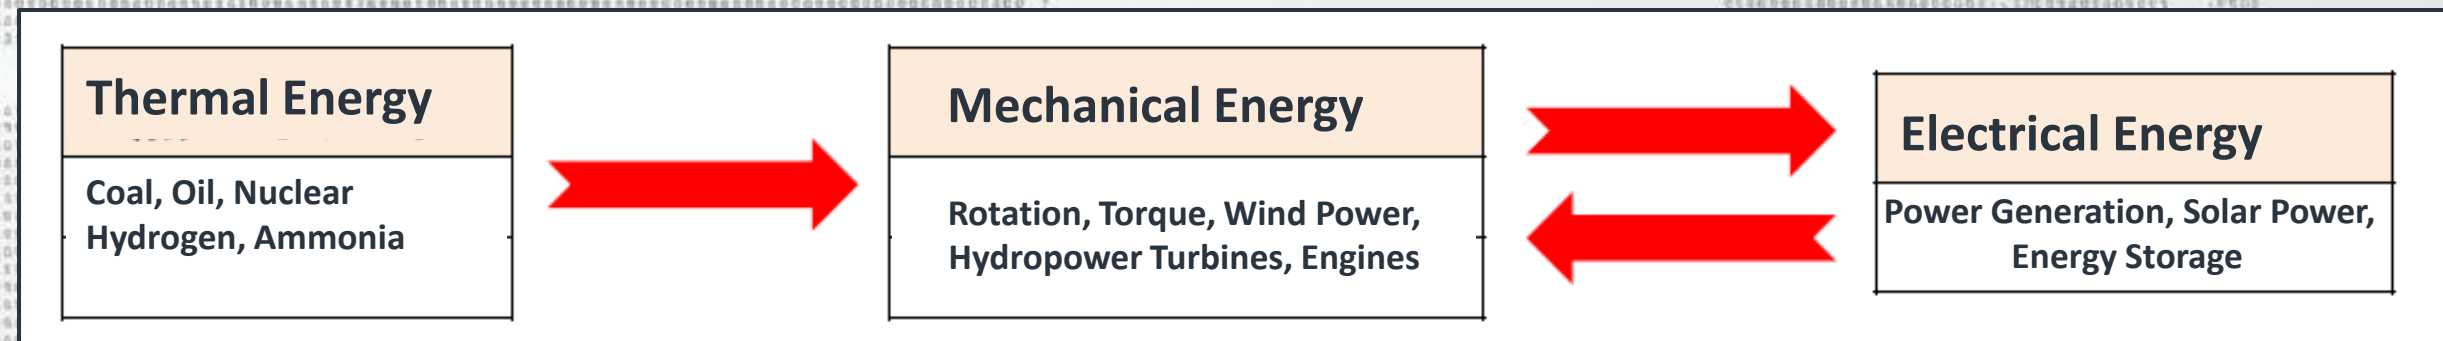 Thermal Energy
Coal, Oil, Nuclear
Hydrogen, Ammonia
Mechanical Energy
Rotation, Torque, Wind Power,
Hydropower Turbines, Engines
Electrical Energy
Power Generation, Solar Power,
Energy Storage